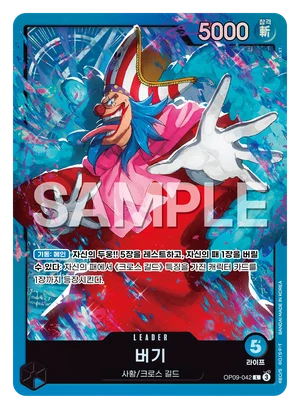 5000
참격
斬
SAMPLE
기동: 메인 자신의 두웅!! 5장을 레스트하고, 자신의 패 1장을 버릴
수 있다: 자신의 패에서 《크로스 길드》 특징을 가진 캐릭터 카드를
1장까지 등장시킨다.
LEADER
버기
사황/크로스 길드
5
라이프
OP09-042 L
3